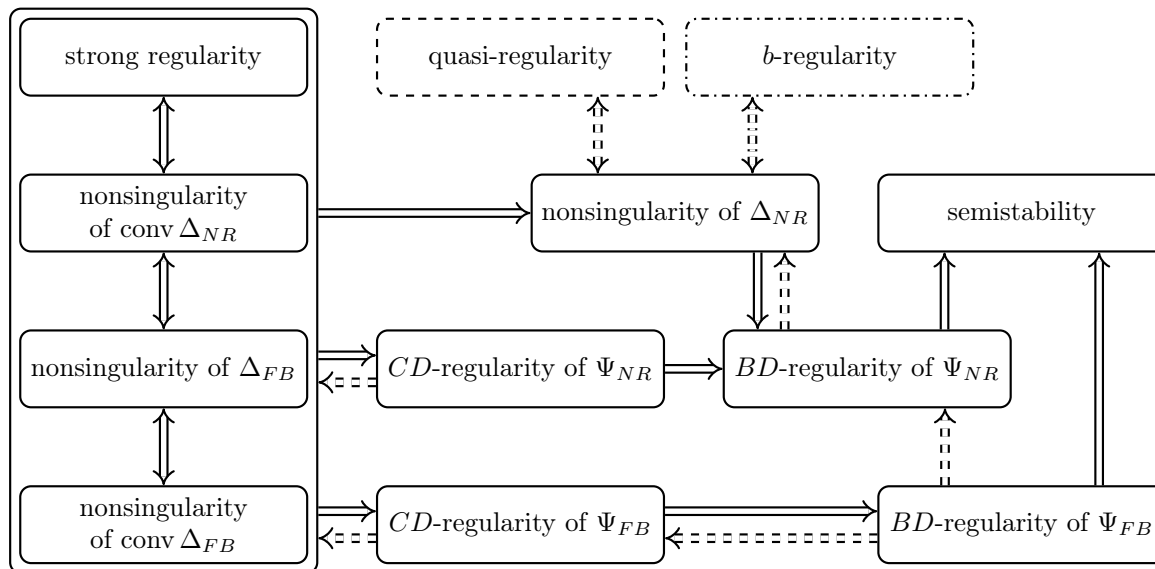 strong regularity
quasi-regularity
b-regularity
nonsingularity
of conv Δ_{NR}
nonsingularity of Δ_{NR}
semistability
nonsingularity of Δ_{FB}
CD-regularity of Ψ_{NR}
BD-regularity of Ψ_{NR}
nonsingularity
of conv Δ_{FB}
CD-regularity of Ψ_{FB}
BD-regularity of Ψ_{FB}